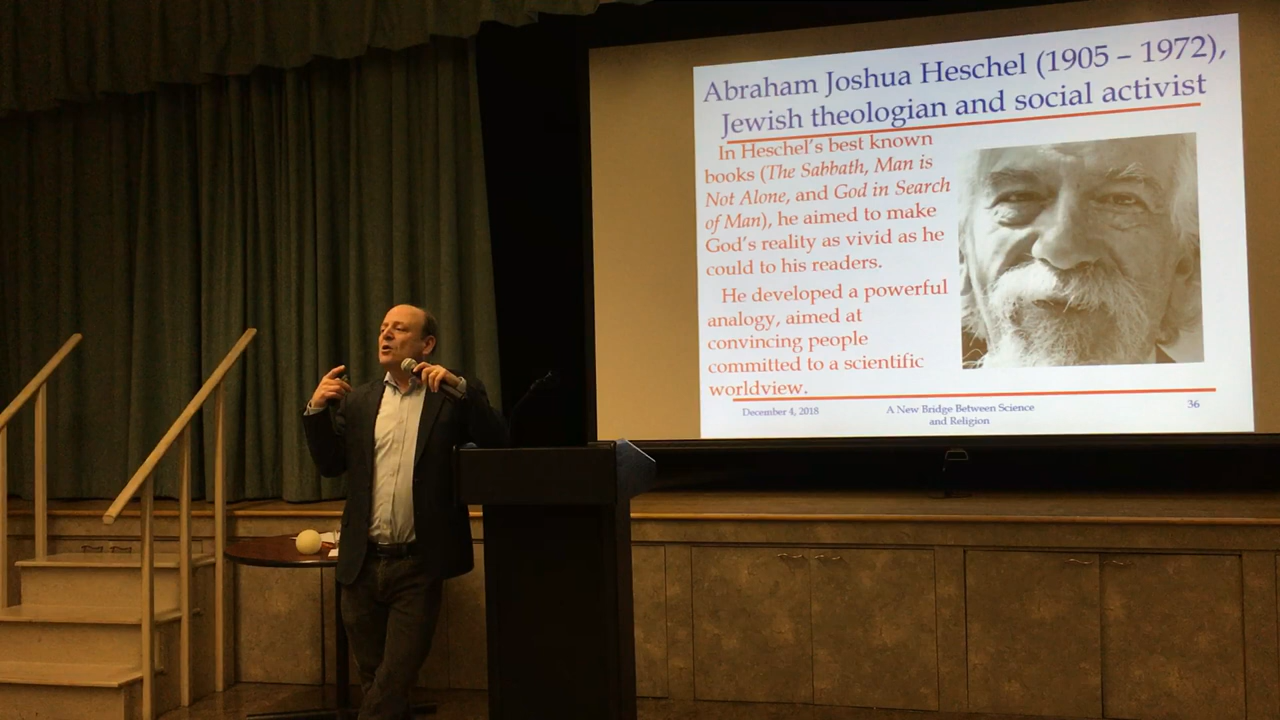 Abraham Joshua Heschel (1905 – 1972),
Jewish theologian and social activist
In Heschel's best known
books (The Sabbath, Man is
Not Alone, and God in Search
of Man), he aimed to make
God's reality as vivid as he
could to his readers.
He developed a powerful
analogy, aimed at
convincing people
committed to a scientific
worldview.
December 4, 2018
A New Bridge Between Science
and Religion
36